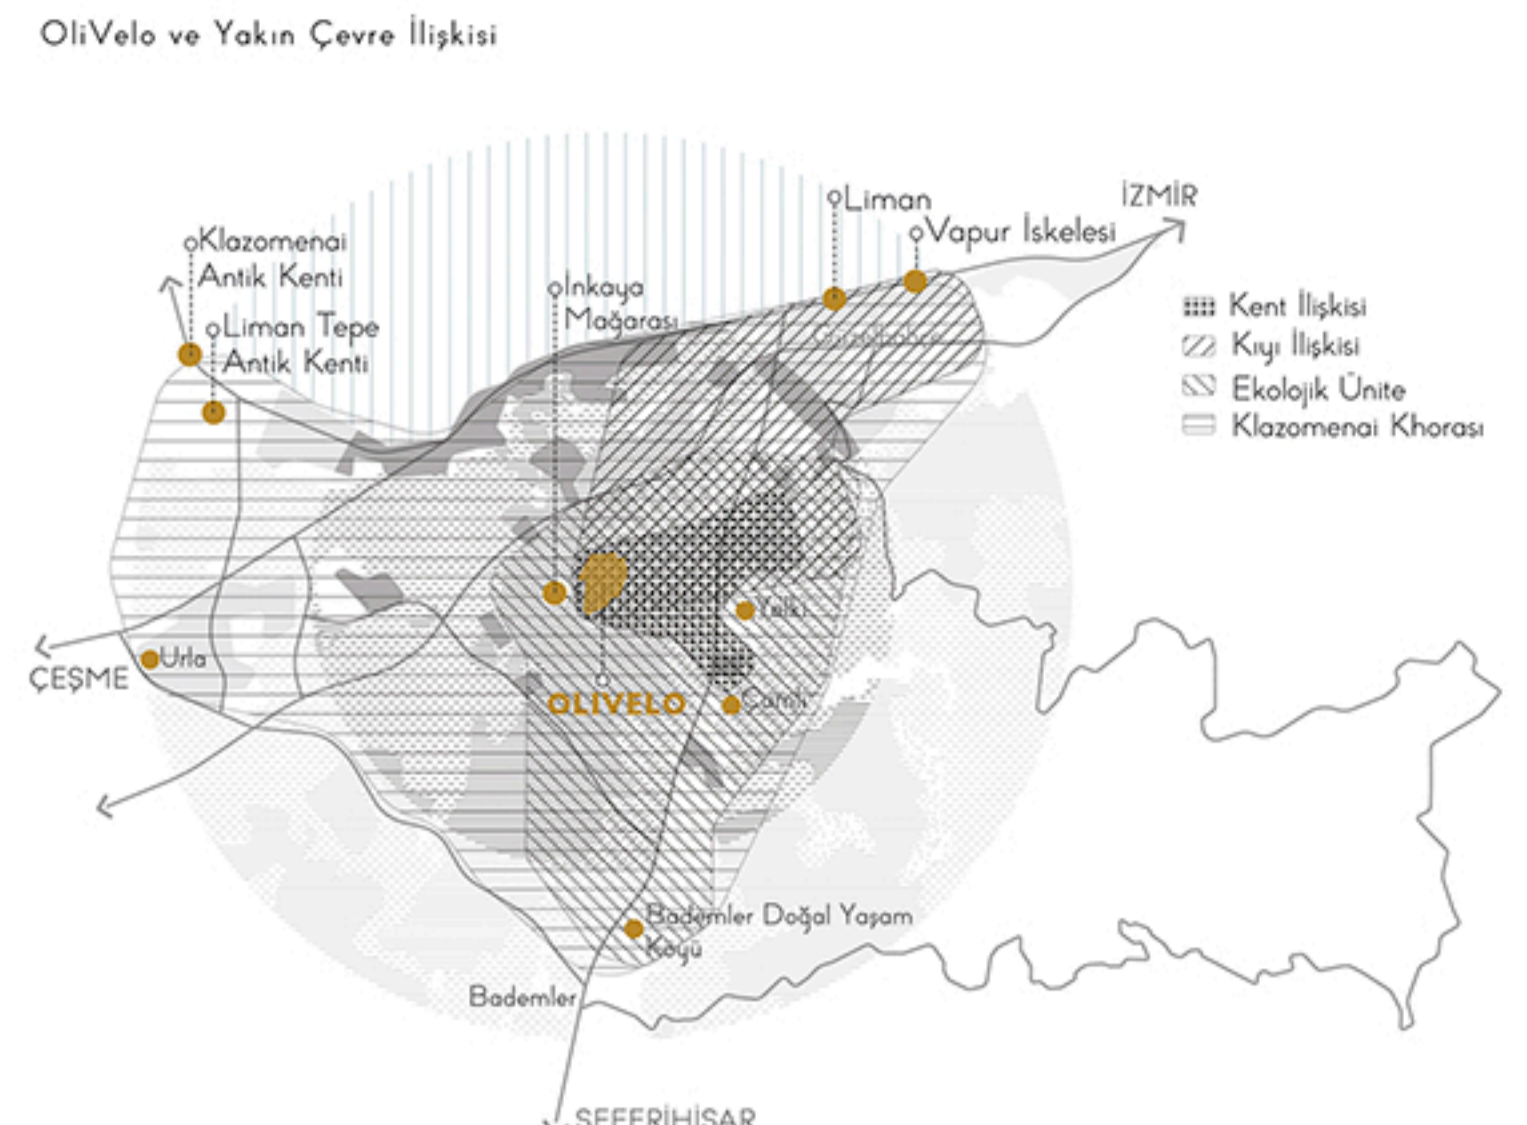 OliVelo ve Yakın Çevre İlişkisi
Liman
İZMİR
Vapur İskelesi
Klazomenai
Antik Kenti
İnkaya
Mağarası
Liman Tepe
Antik Kenti
Kent İlişkisi
Kıyı İlişkisi
Ekolojik Ünite
Klazomenai Khorası
Yelki
Urla
ÇEŞME
OLIVELO
Çamlı
Bademler Doğal Yaşam
Köyü
Bademler
SEFERİHİSAR